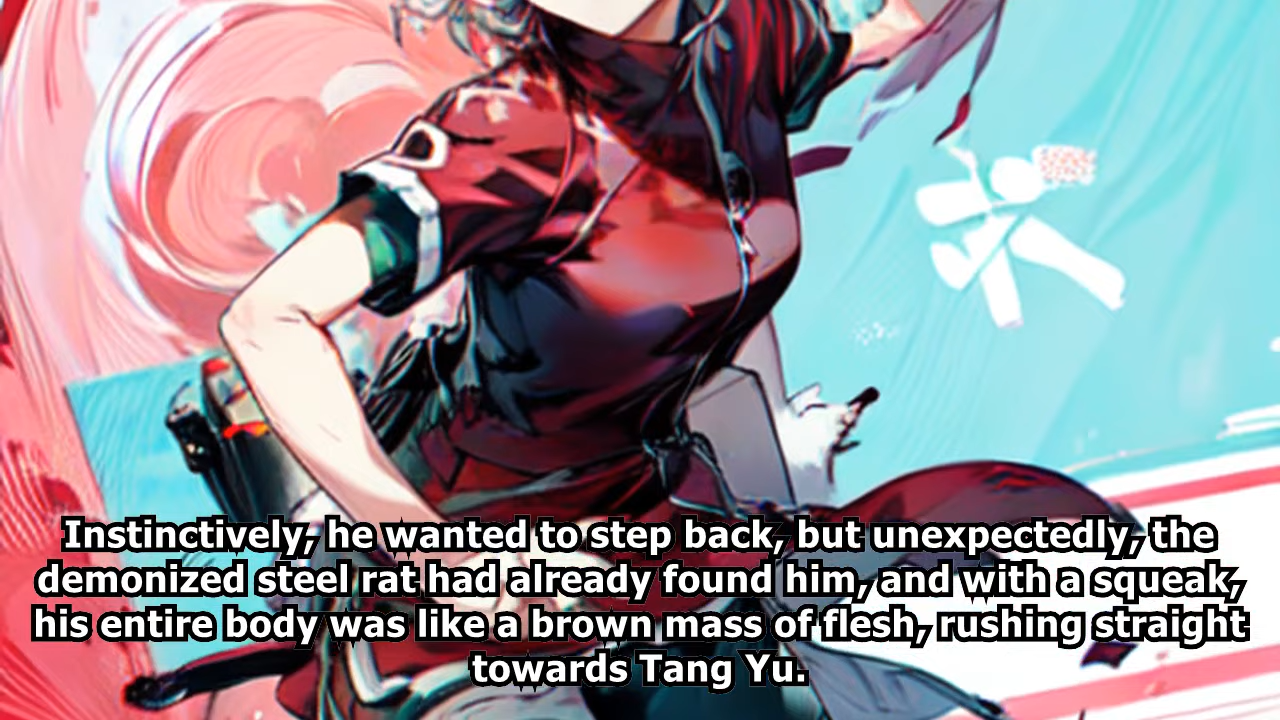 Instinctively, he wanted to step back, but unexpectedly, the
demonized steel rat had already found him, and with a squeak,
his entire body was like a brown mass of flesh, rushing straight
towards Tang Yu.